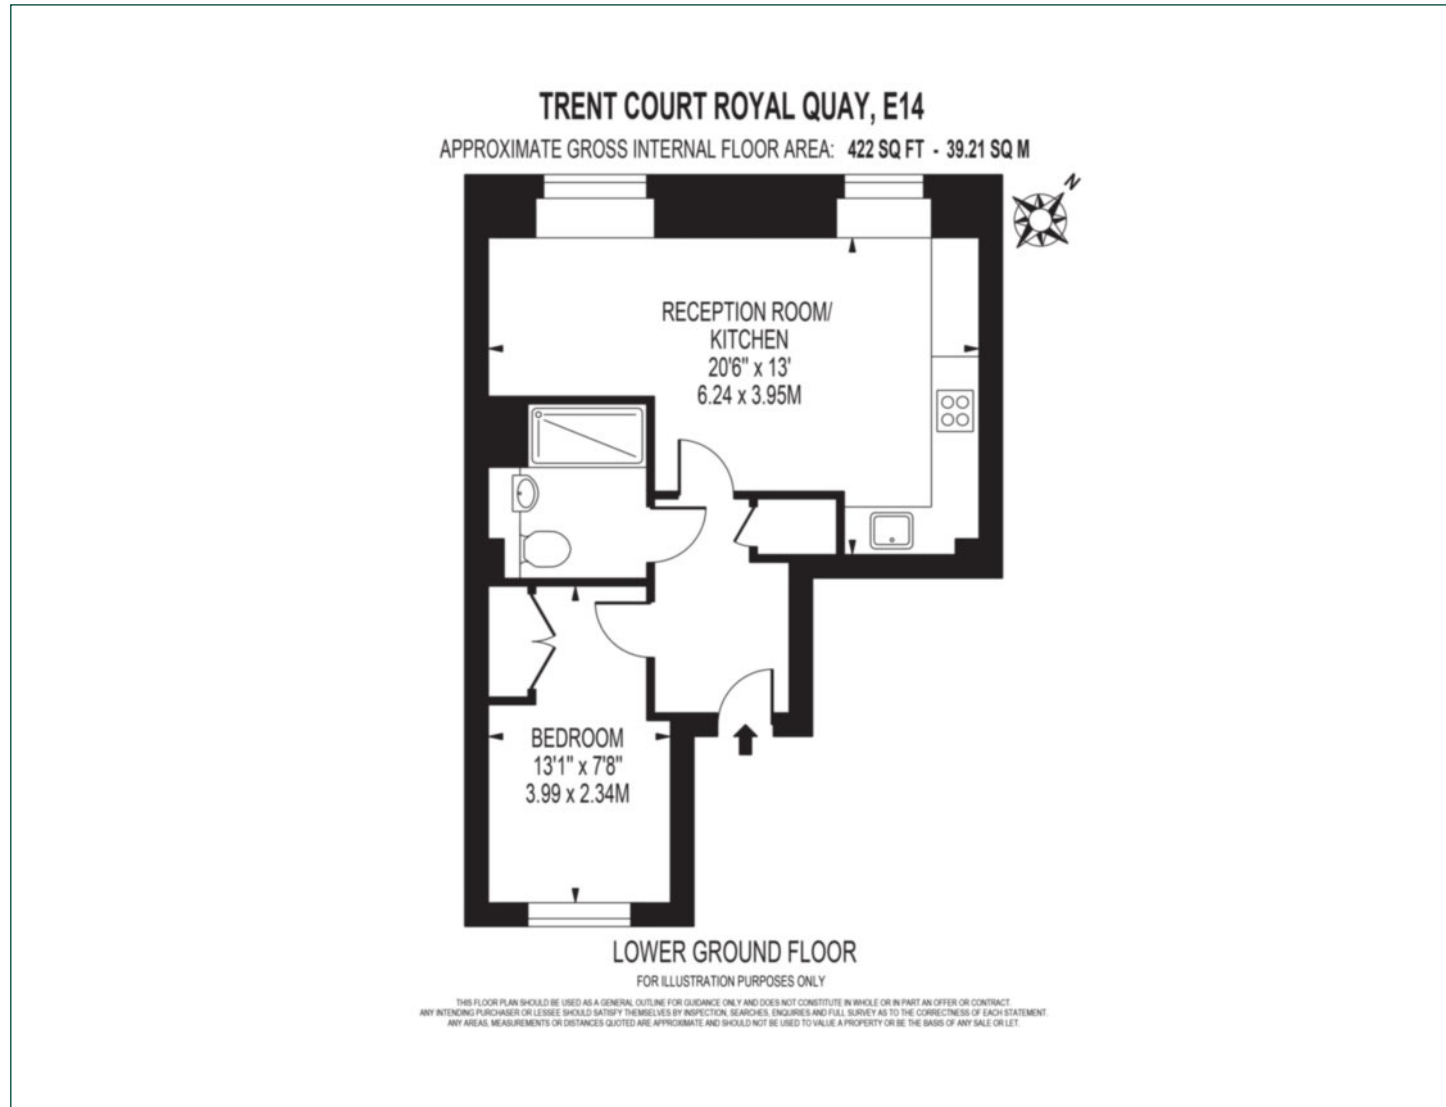 TRENT COURT ROYAL QUAY, E14
APPROXIMATE GROSS INTERNAL FLOOR AREA: 422 SQ FT - 39.21 SQ M
N
RECEPTION ROOM/
KITCHEN
20'6" x 13'
6.24 x 3.95M
BEDROOM
13'1" x 7'8"
3.99 x 2.34M
LOWER GROUND FLOOR
FOR ILLUSTRATION PURPOSES ONLY
THIS FLOOR PLAN SHOULD BE USED AS A GENERAL OUTLINE FOR GUIDANCE ONLY AND DOES NOT CONSTITUTE IN WHOLE OR IN PART AN OFFER OR CONTRACT.
ANY INTENDING PURCHASER OR LESSEE SHOULD SATISFY THEMSELVES BY INSPECTION, SEARCHES, ENQUIRIES AND FULL SURVEY AS TO THE CORRECTNESS OF EACH STATEMENT.
ANY AREAS, MEASUREMENTS OR DISTANCES QUOTED ARE APPROXIMATE AND SHOULD NOT BE USED TO VALUE A PROPERTY OR BE THE BASIS OF ANY SALE OR LET.